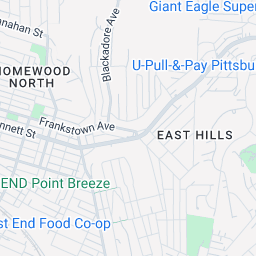 Giant Eagle Super
nahan St
Blackadore Ave
U-Pull-&-Pay Pittsbu
HOMEWOOD
NORTH
Frankstown Ave
nnett St
EAST HILLS
END Point Breeze
st End Food Co-op